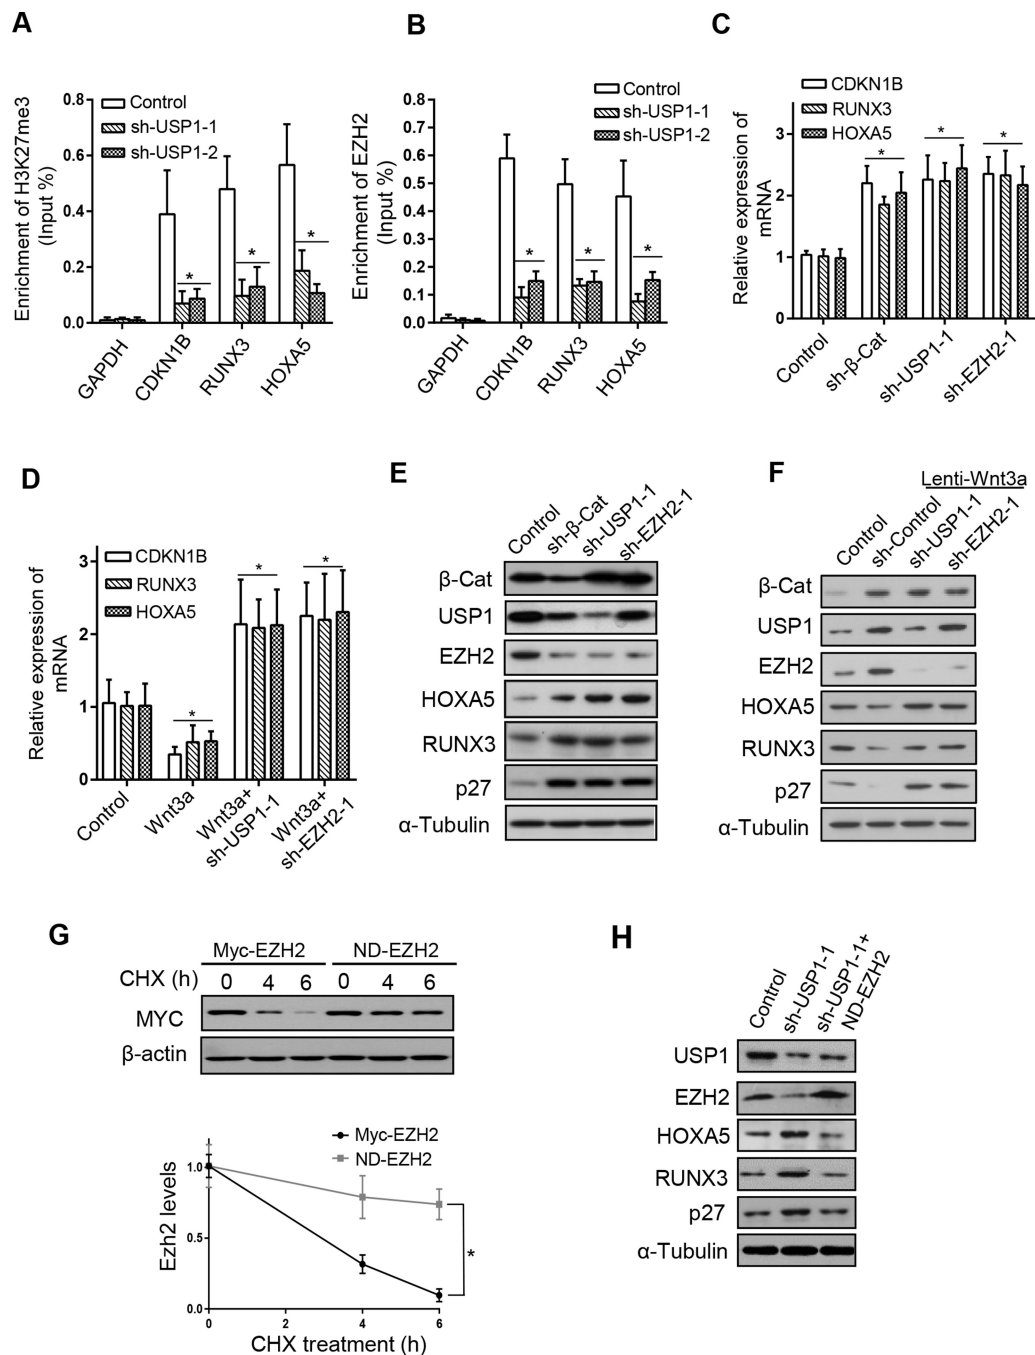 A
Enrichment of H3K27me3
(Input %)
0.8
0.6
0.4
0.2
0.0
Control
sh-USP1-1
sh-USP1-2
*
*
*
GAPDH
CDKN1B
RUNX3
HOXA5
B
Enrichment of EZH2
(Input %)
0.8
0.6
0.4
0.2
0.0
Control
sh-USP1-1
sh-USP1-2
*
*
*
GAPDH
CDKN1B
RUNX3
HOXA5
C
Relative expression of
mRNA
3
2
1
0
CDKN1B
RUNX3
HOXA5
*
*
*
Control
sh-β-Cat
sh-USP1-1
sh-EZH2-1
D
Relative expression of
mRNA
3
2
1
0
CDKN1B
RUNX3
HOXA5
*
*
*
Control
Wnt3a
Wnt3a+
sh-USP1-1
Wnt3a+
sh-EZH2-1
E
Control
sh-β-Cat
sh-USP1-1
sh-EZH2-1
β-Cat
USP1
EZH2
HOXA5
RUNX3
p27
α-Tubulin
F
Lenti-Wnt3a
Control
sh-Control
sh-USP1-1
sh-EZH2-1
β-Cat
USP1
EZH2
HOXA5
RUNX3
p27
α-Tubulin
G
Myc-EZH2 ND-EZH2
CHX (h) 0 4 6 0 4 6
MYC
β-actin
Ezh2 levels
1.0
0.5
0.0
Myc-EZH2
ND-EZH2
*
0 2 4 6
CHX treatment (h)
H
Control
sh-USP1-1
sh-USP1-1+
ND-EZH2
USP1
EZH2
HOXA5
RUNX3
p27
α-Tubulin